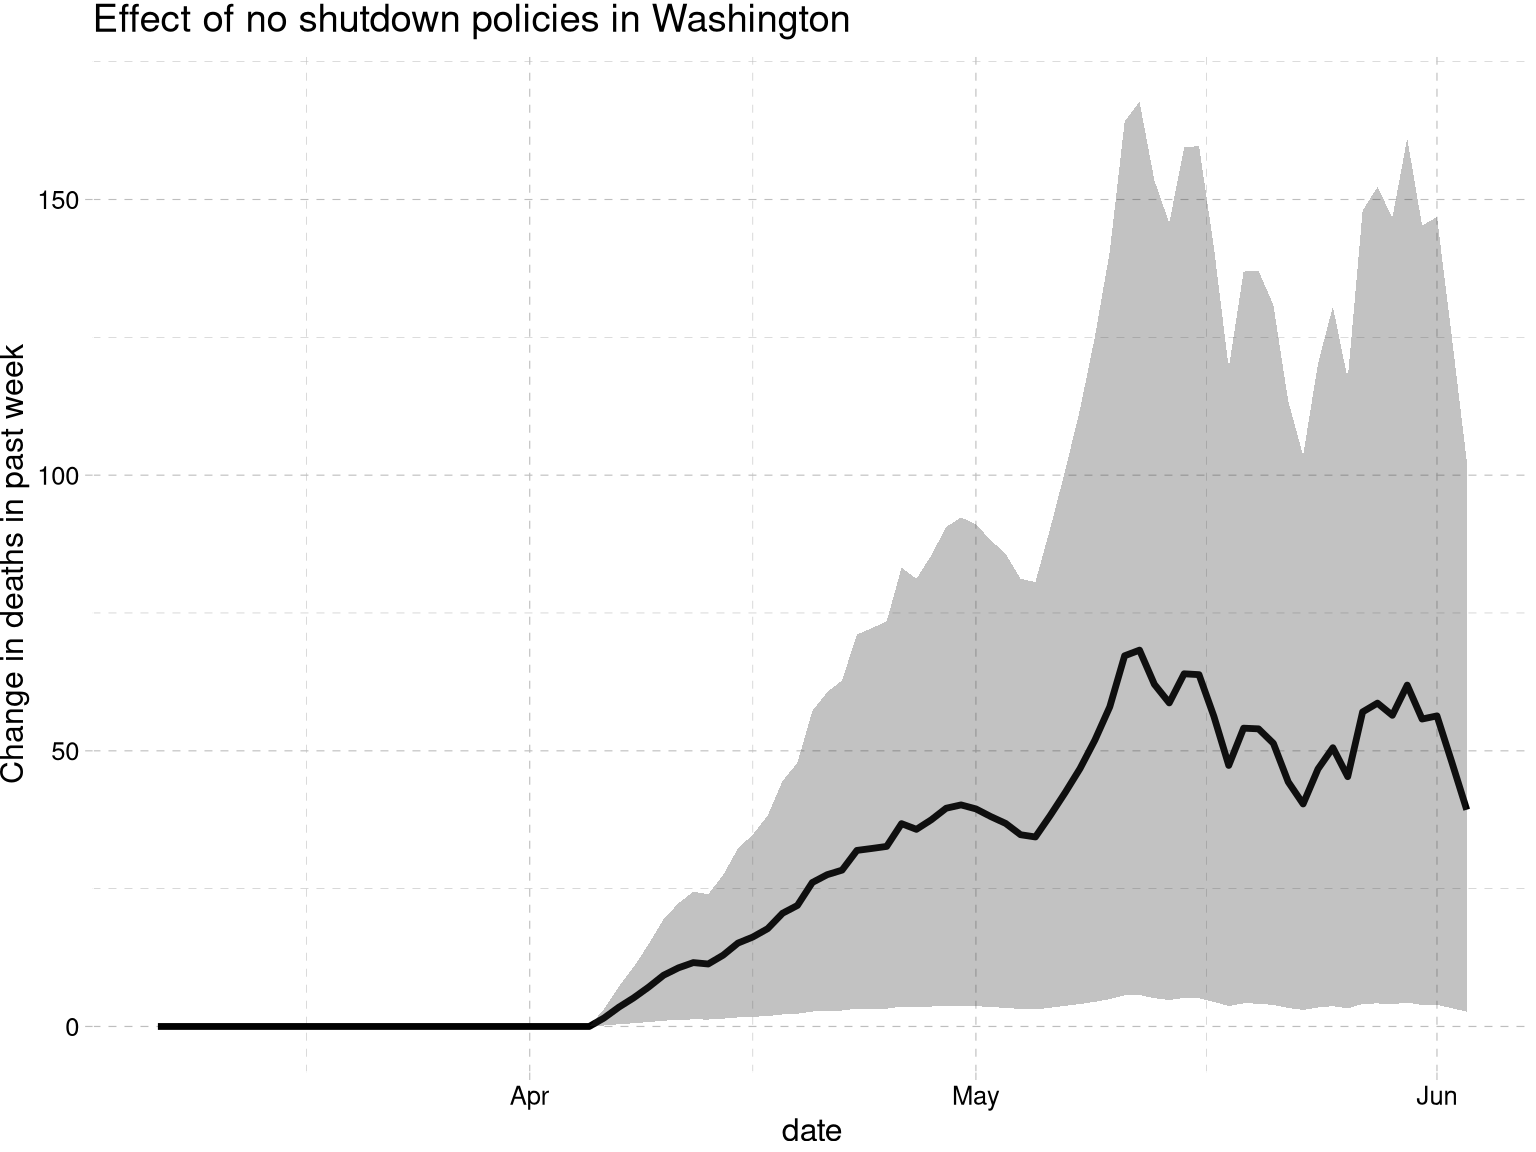 Effect of no shutdown policies in Washington
Change in deaths in past week
150
100
50
0
Apr
May
Jun
date